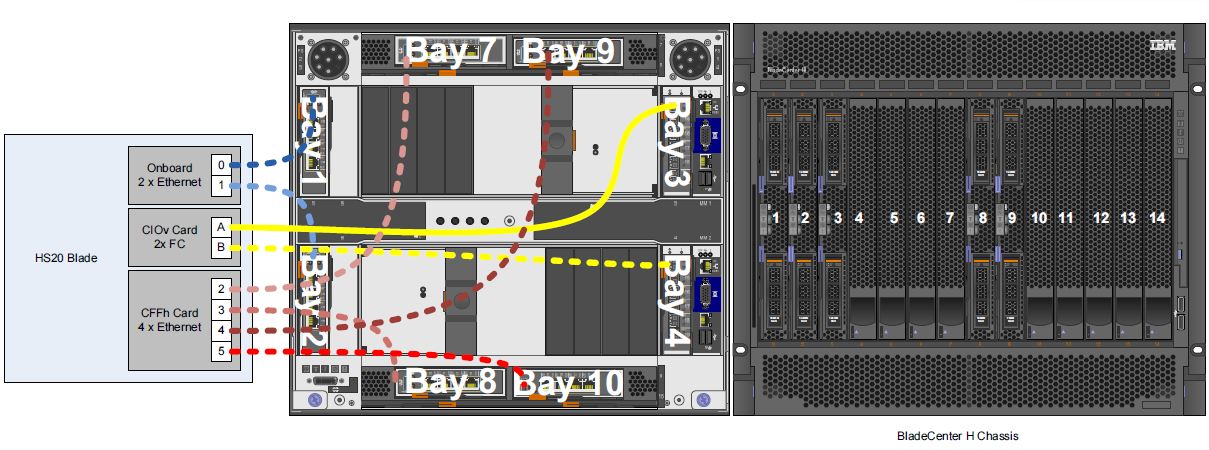 HS20 Blade
Onboard
2 x Ethernet
0
1
CIOv Card
2x FC
A
B
CFFh Card
4 x Ethernet
2
3
4
5
Bay 7
Bay 9
Bay 1
Bay 3
MM 1
MM 2
Bay 2
Bay 4
Bay 8
Bay 10
IBM
BladeCenter H
1 2 3 4 5 6 7 8 9 10 11 12 13 14
BladeCenter H Chassis